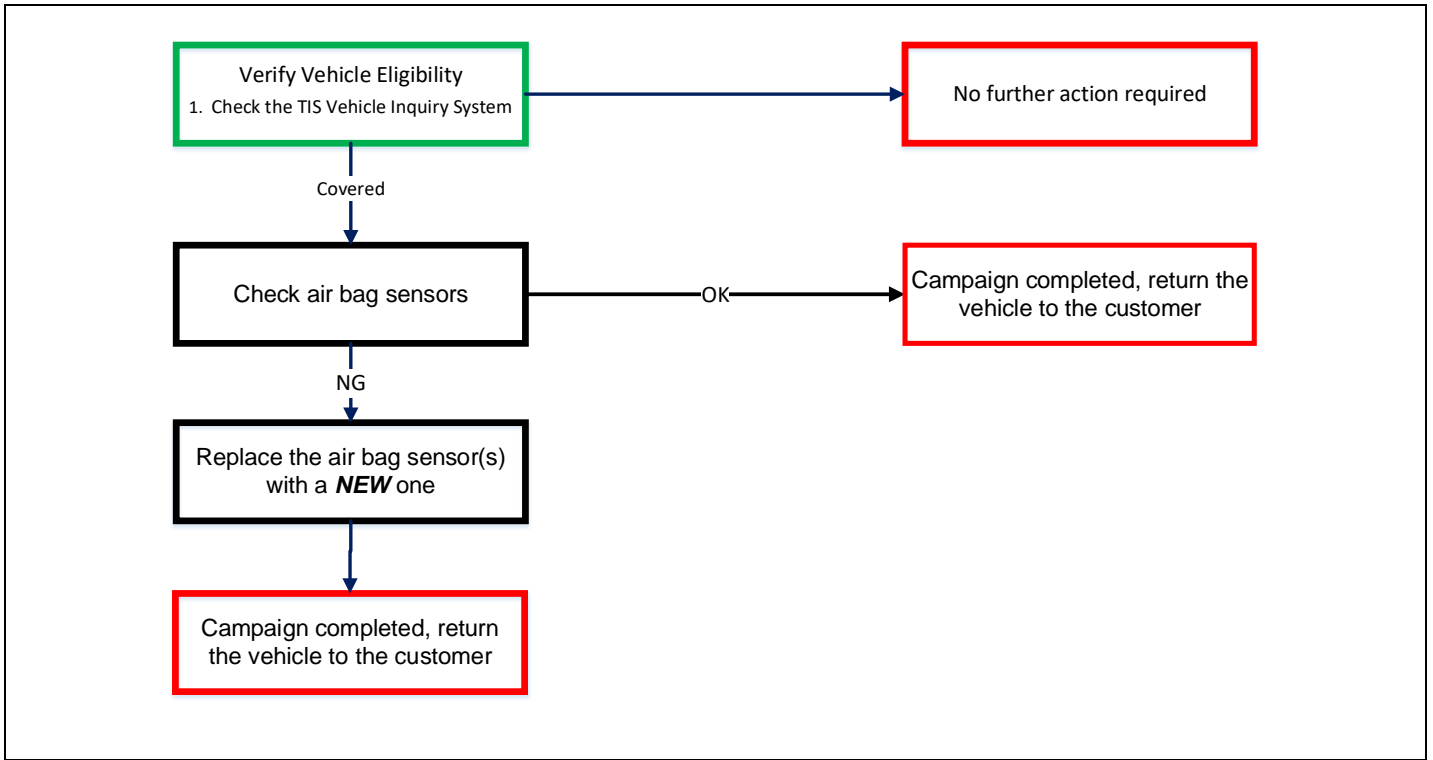 Verify Vehicle Eligibility
1. Check the TIS Vehicle Inquiry System
No further action required
Covered
Check air bag sensors
OK
Campaign completed, return the
vehicle to the customer
NG
Replace the air bag sensor(s)
with a NEW one
Campaign completed, return
the vehicle to the customer